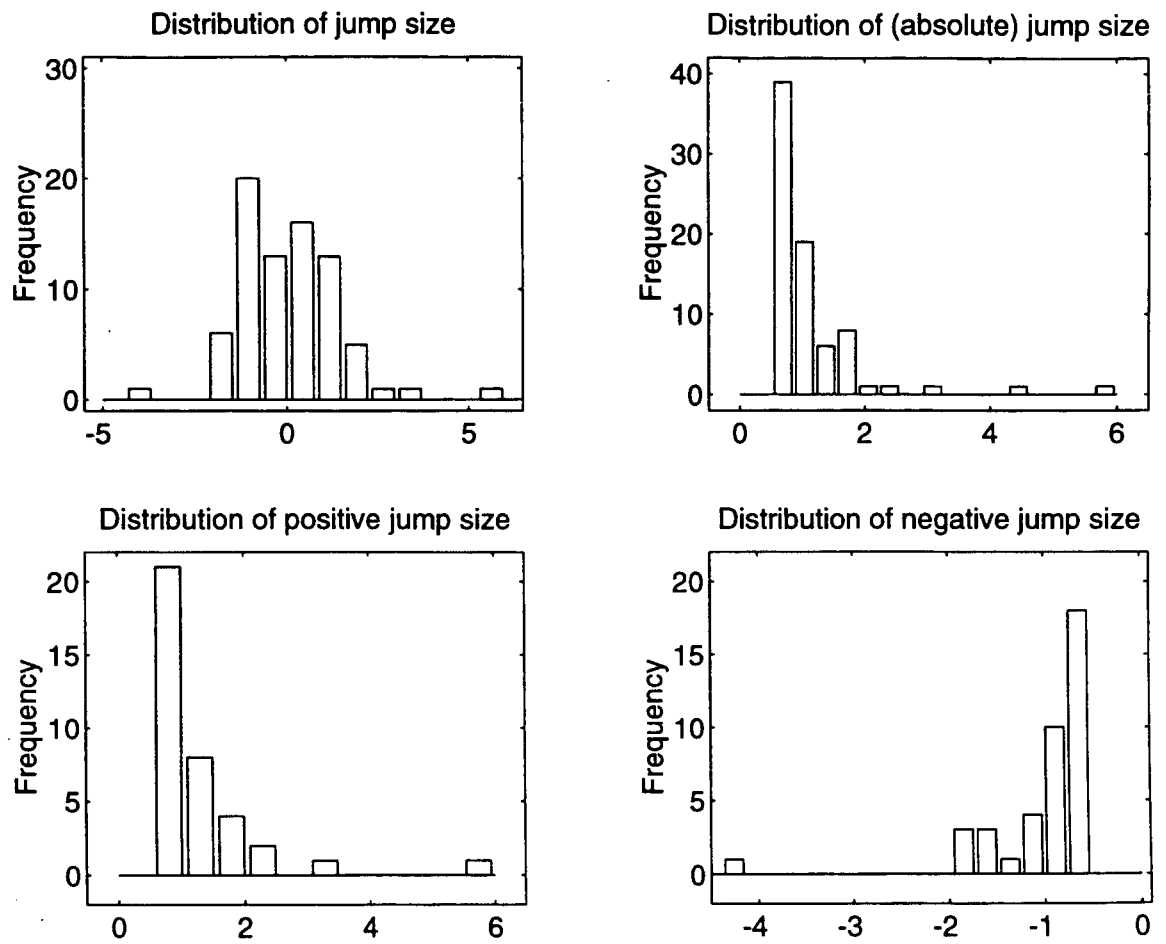 Distribution of jump size
30
20
10
0
Frequency
-5 0 5
Distribution of (absolute) jump size
40
30
20
10
0
Frequency
0 2 4 6
Distribution of positive jump size
20
15
10
5
0
Frequency
0 2 4 6
Distribution of negative jump size
20
15
10
5
0
Frequency
-4 -3 -2 -1 0